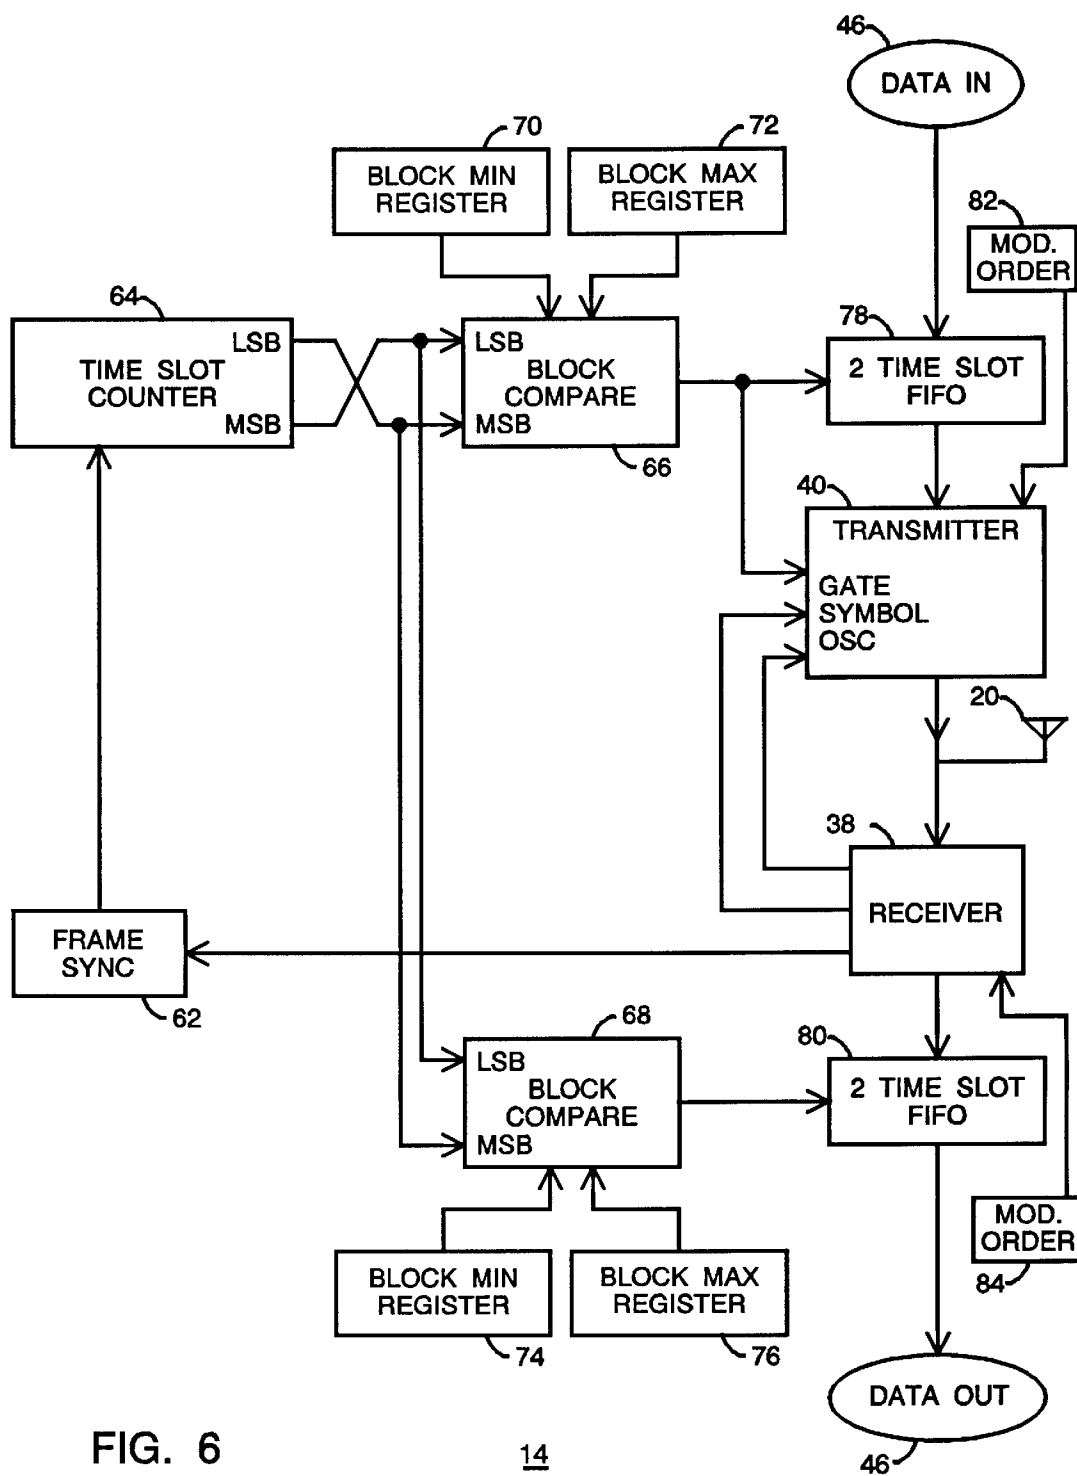 46
DATA IN
70
72
BLOCK MIN
REGISTER
BLOCK MAX
REGISTER
82
MOD.
ORDER
64
LSB
TIME SLOT
COUNTER
MSB
LSB
BLOCK
COMPARE
MSB
66
78
2 TIME SLOT
FIFO
40
TRANSMITTER
GATE
SYMBOL
OSC
20
38
RECEIVER
FRAME
SYNC
62
68
LSB
BLOCK
COMPARE
MSB
80
2 TIME SLOT
FIFO
MOD.
ORDER
84
BLOCK MIN
REGISTER
74
BLOCK MAX
REGISTER
76
DATA OUT
46
FIG. 6
14